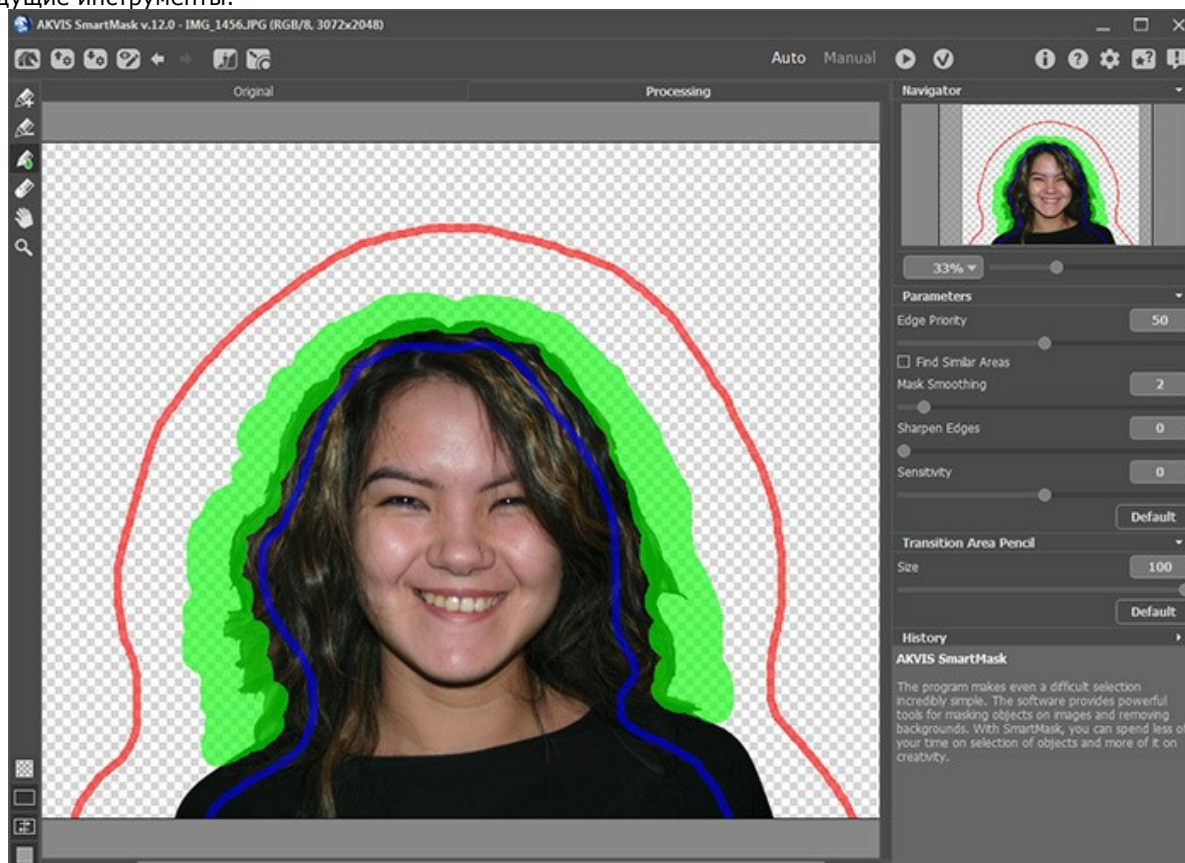 дущие инструменты.
AKVIS SmartMask v.12.0 - IMG_1456.JPG (RGB/8, 3072x2048)
Auto Manual
Original Processing
Navigator
33%
Parameters
Edge Priority 50
Find Similar Areas
Mask Smoothing 2
Sharpen Edges 0
Sensitivity 0
Default
Transition Area Pencil
Size 100
Default
History
AKVIS SmartMask
The program makes even a difficult selection
incredibly simple. The software provides powerful
tools for masking objects on images and removing
backgrounds. With SmartMask, you can spend less of
your time on selection of objects and more of it on
creativity.